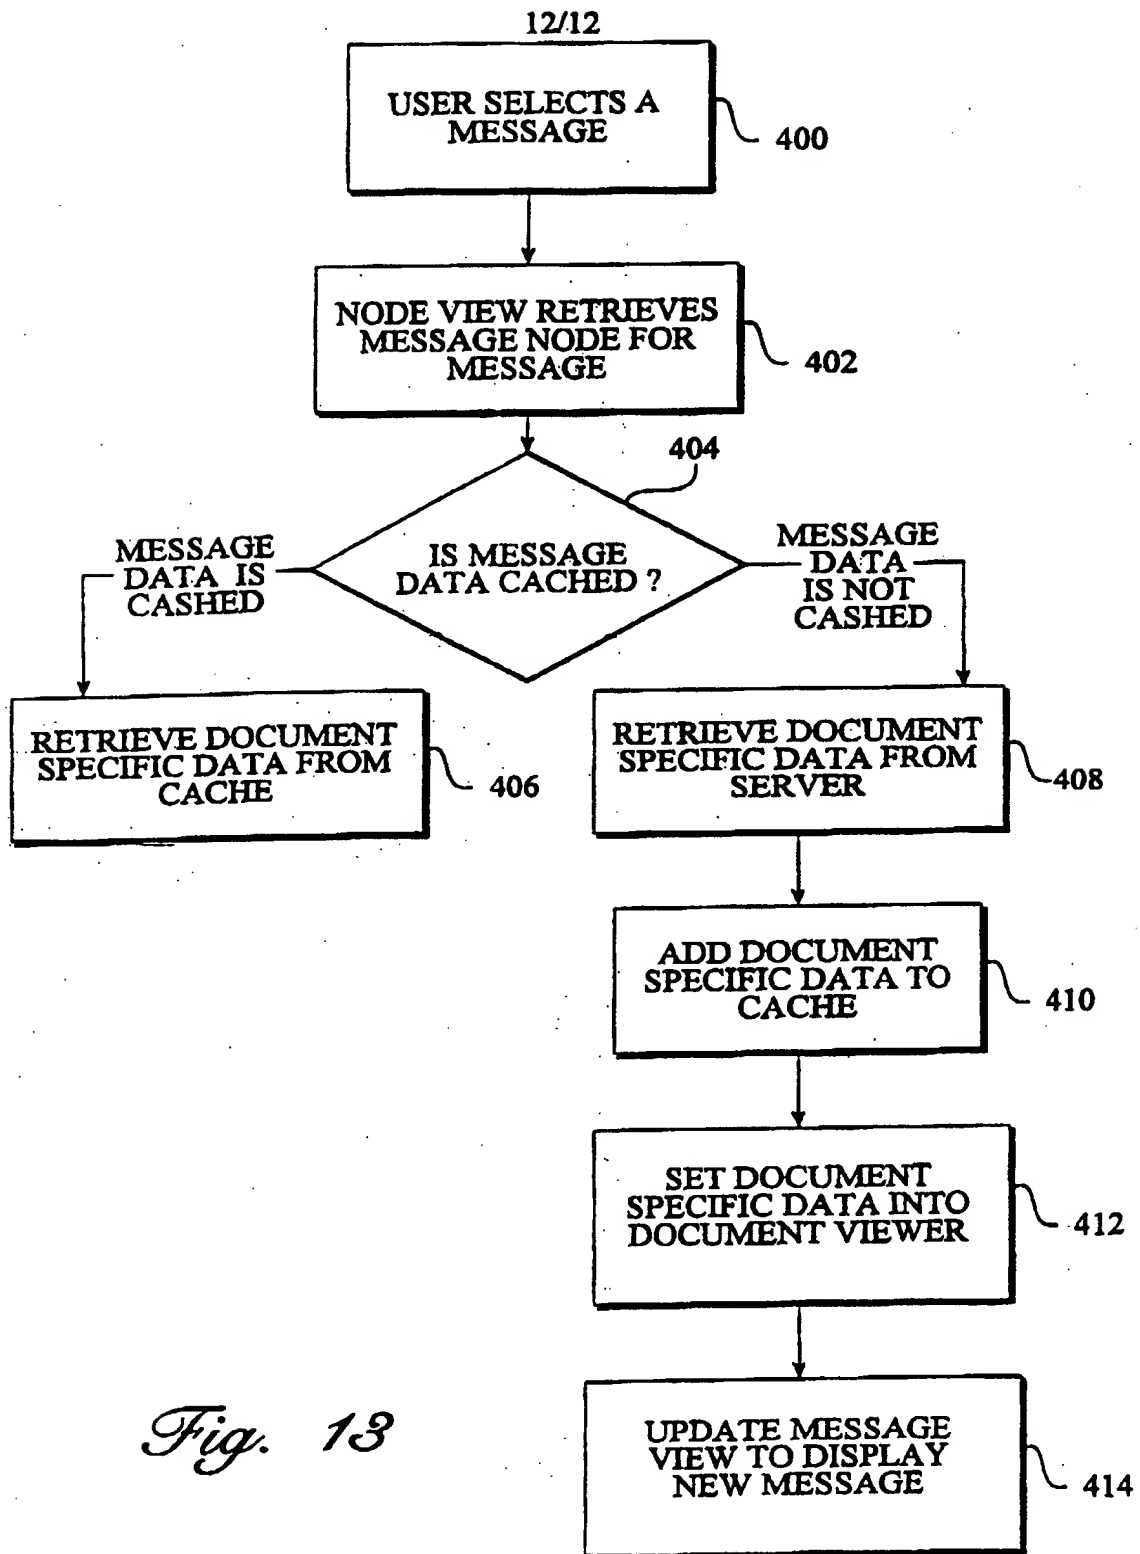 12/12
USER SELECTS A
MESSAGE
400
NODE VIEW RETRIEVES
MESSAGE NODE FOR
MESSAGE
402
404
IS MESSAGE
DATA CACHED ?
MESSAGE
DATA IS
CASHED
MESSAGE
DATA
IS NOT
CASHED
RETRIEVE DOCUMENT
SPECIFIC DATA FROM
CACHE
406
RETRIEVE DOCUMENT
SPECIFIC DATA FROM
SERVER
408
ADD DOCUMENT
SPECIFIC DATA TO
CACHE
410
SET DOCUMENT
SPECIFIC DATA INTO
DOCUMENT VIEWER
412
UPDATE MESSAGE
VIEW TO DISPLAY
NEW MESSAGE
414
Fig. 13